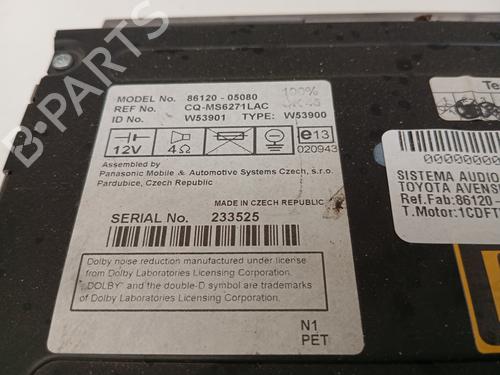 MODEL No. 86120 - 05080
REF No. CQ-MS6271LAC
ID No. W53901 TYPE: W53900
100%
12V
4Ω
e13
020943
Assembled by
Panasonic Mobile & Automotive Systems Czech, s.r.o.
Pardubice, Czech Republic
MADE IN CZECH REPUBLIC
SERIAL No. 233525
Dolby noise reduction manufactured under license
from Dolby Laboratories Licensing Corporation.
"DOLBY" and the double-D symbol are trademarks
of Dolby Laboratories Licensing Corporation.
N1
PET
SISTEMA AUDIO
TOYOTA AVENS
Ref.Fab:86120-
T.Motor:1CDFT
B-PARTS